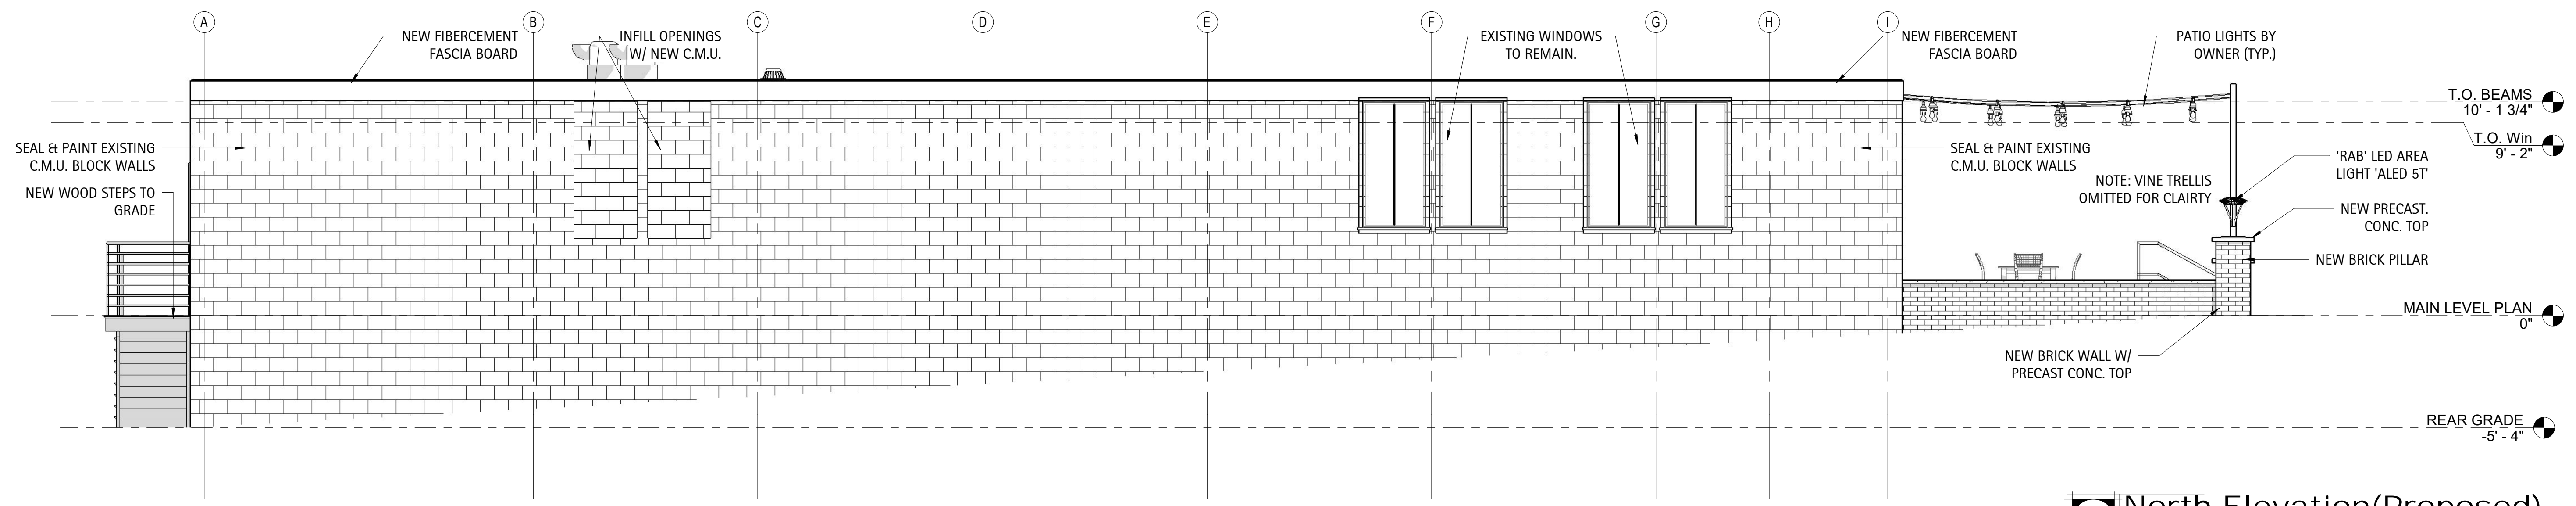 A
B
C
D
E
F
G
H
I
NEW FIBERCEMENT
FASCIA BOARD
INFILL OPENINGS
W/ NEW C.M.U.
EXISTING WINDOWS
TO REMAIN.
NEW FIBERCEMENT
FASCIA BOARD
PATIO LIGHTS BY
OWNER (TYP.)
T.O. BEAMS
10' - 1 3/4"
T.O. Win
9' - 2"
SEAL & PAINT EXISTING
C.M.U. BLOCK WALLS
NEW WOOD STEPS TO
GRADE
SEAL & PAINT EXISTING
C.M.U. BLOCK WALLS
NOTE: VINE TRELLIS
OMITTED FOR CLAIRTY
'RAB' LED AREA
LIGHT 'ALED 5T'
NEW PRECAST.
CONC. TOP
NEW BRICK PILLAR
MAIN LEVEL PLAN
0"
NEW BRICK WALL W/
PRECAST CONC. TOP
REAR GRADE
-5' - 4"
North Elevation(Proposed)